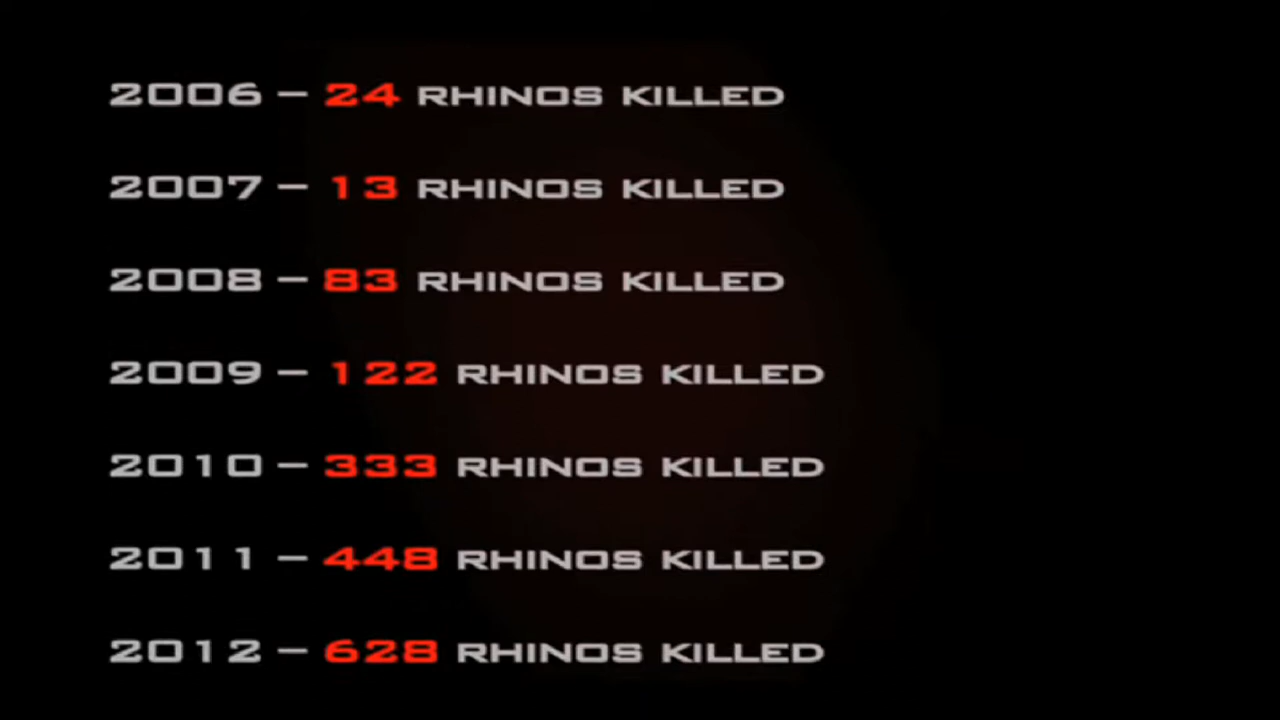 2006 – 24 RHINOS KILLED
2007 – 13 RHINOS KILLED
2008 – 83 RHINOS KILLED
2009 – 122 RHINOS KILLED
2010 – 333 RHINOS KILLED
2011 – 448 RHINOS KILLED
2012 – 628 RHINOS KILLED